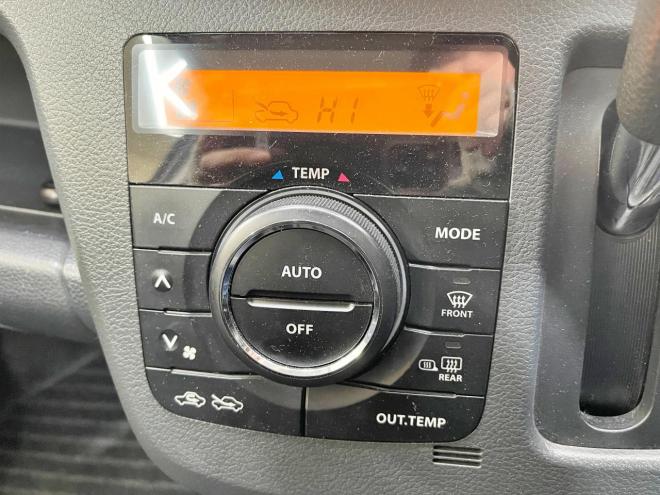 K
HI
TEMP
A/C
MODE
AUTO
OFF
FRONT
REAR
OUT.TEMP